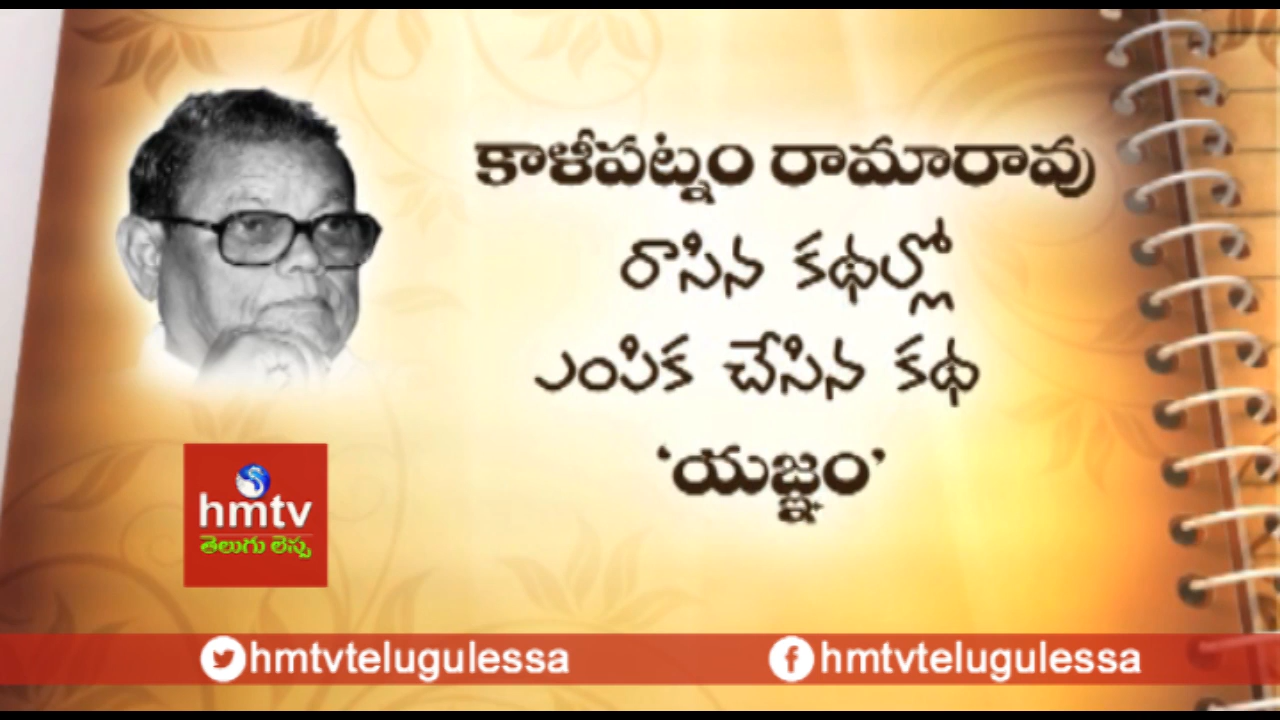 కాళీపట్నం రామారావు
రాసిన కథల్లో
ఎంపిక చేసిన కథ
‘యజ్ఞం’
hmtv
తెలుగు లెస్స
hmtvtelugulessa
hmtvtelugulessa